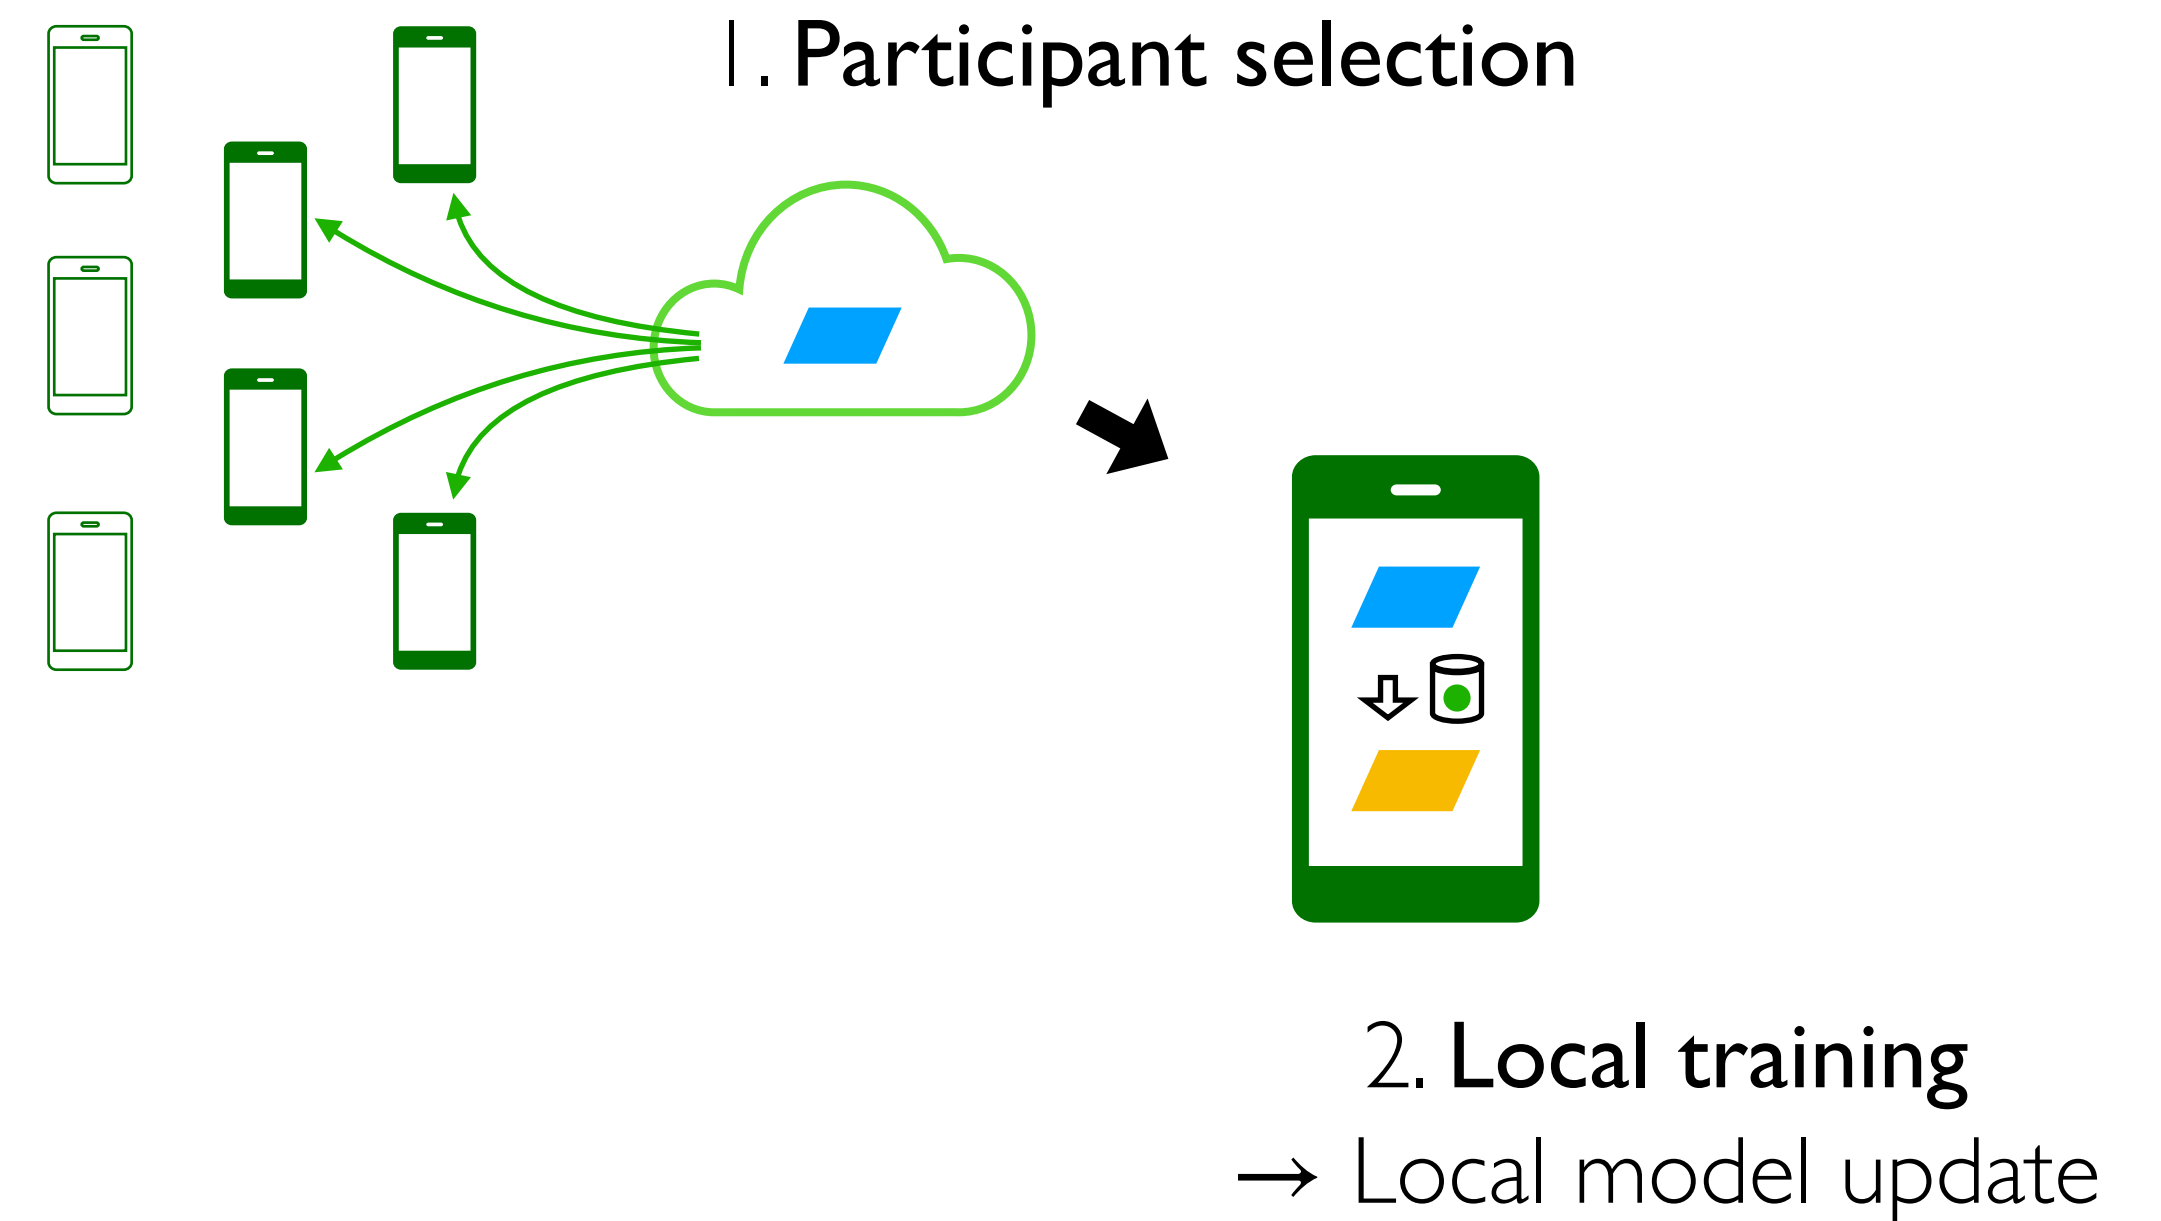 1. Participant selection
2. Local training
→ Local model update